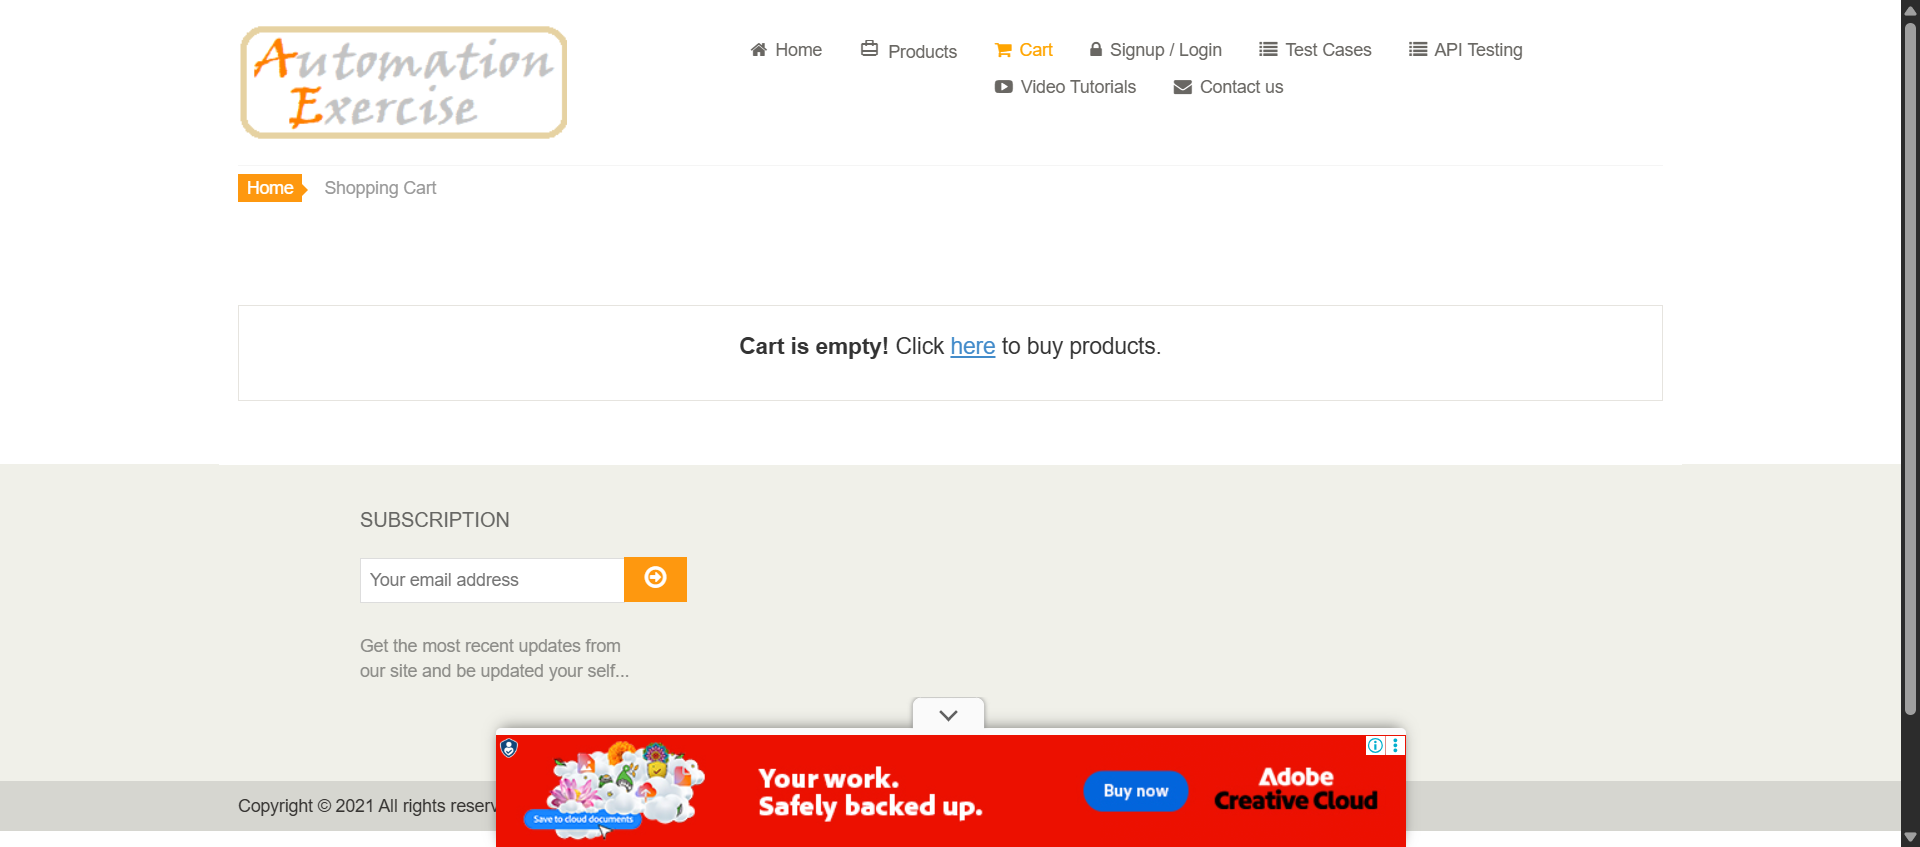 Automation
Exercise
Home
Products
Cart
Signup / Login
Test Cases
API Testing
Video Tutorials
Contact us
Home
Shopping Cart
Cart is empty! Click here to buy products.
SUBSCRIPTION
Your email address
Get the most recent updates from
our site and be updated your self...
Copyright © 2021 All rights reserv
Save to cloud documents
Your work.
Safely backed up.
Buy now
Adobe
Creative Cloud